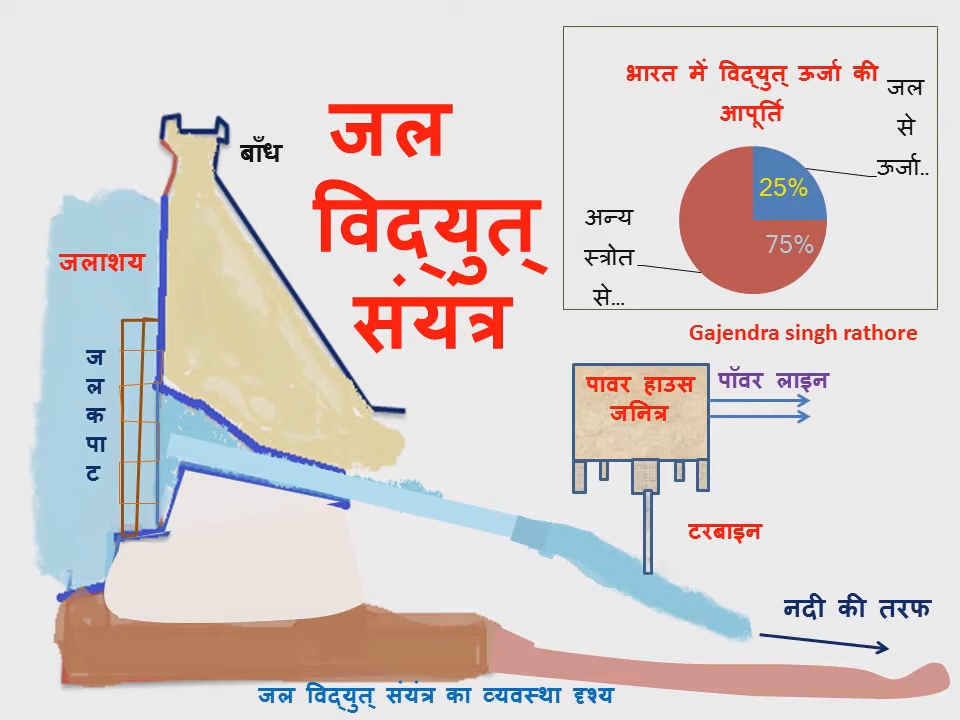 जल
विद्युत्
संयंत्र
बाँध
जलाशय
ज
ल
क
पा
ट
भारत में विद्युत् ऊर्जा की
आपूर्ति
जल
से
ऊर्जा..
25%
75%
अन्य
स्त्रोत
से...
Gajendra singh rathore
पावर हाउस
जनित्र
पॉवर लाइन
टरबाइन
नदी की तरफ
जल विद्युत् संयंत्र का व्यवस्था दृश्य